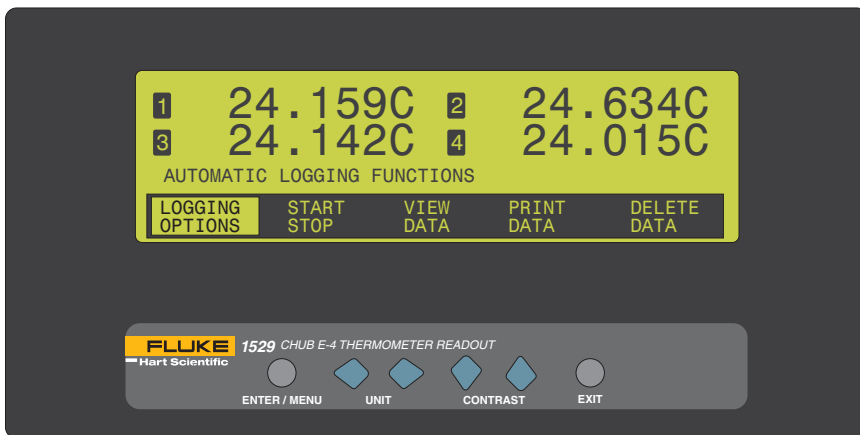 1 24.159C 2 24.634C
3 24.142C 4 24.015C
AUTOMATIC LOGGING FUNCTIONS
LOGGING START VIEW PRINT DELETE
OPTIONS STOP DATA DATA DATA
FLUKE 1529 CHUB E-4 THERMOMETER READOUT
Hart Scientific
ENTER / MENU UNIT CONTRAST EXIT